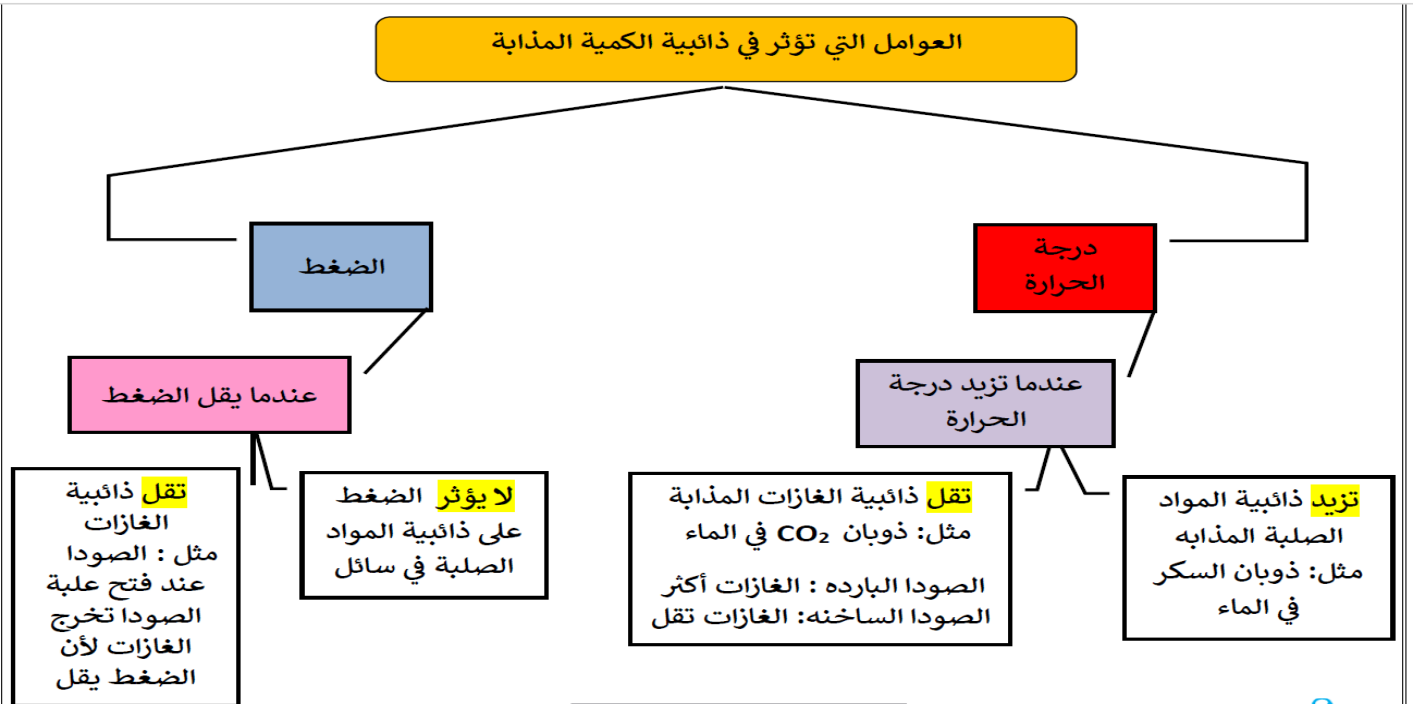 العوامل التي تؤثر في ذائبية الكمية المذابة
درجة
الحرارة
الضغط
عندما تزيد درجة
الحرارة
عندما يقل الضغط
تزيد ذائبية المواد
الصلبة المذابه
مثل: ذوبان السكر
في الماء
تقل ذائبية الغازات المذابة
مثل: ذوبان CO₂ في الماء
الصودا البارده : الغازات أكثر
الصودا الساخنه: الغازات تقل
لا يؤثر الضغط
على ذائبية المواد
الصلبة في سائل
تقل ذائبية
الغازات
مثل : الصودا
عند فتح علبة
الصودا تخرج
الغازات لأن
الضغط يقل